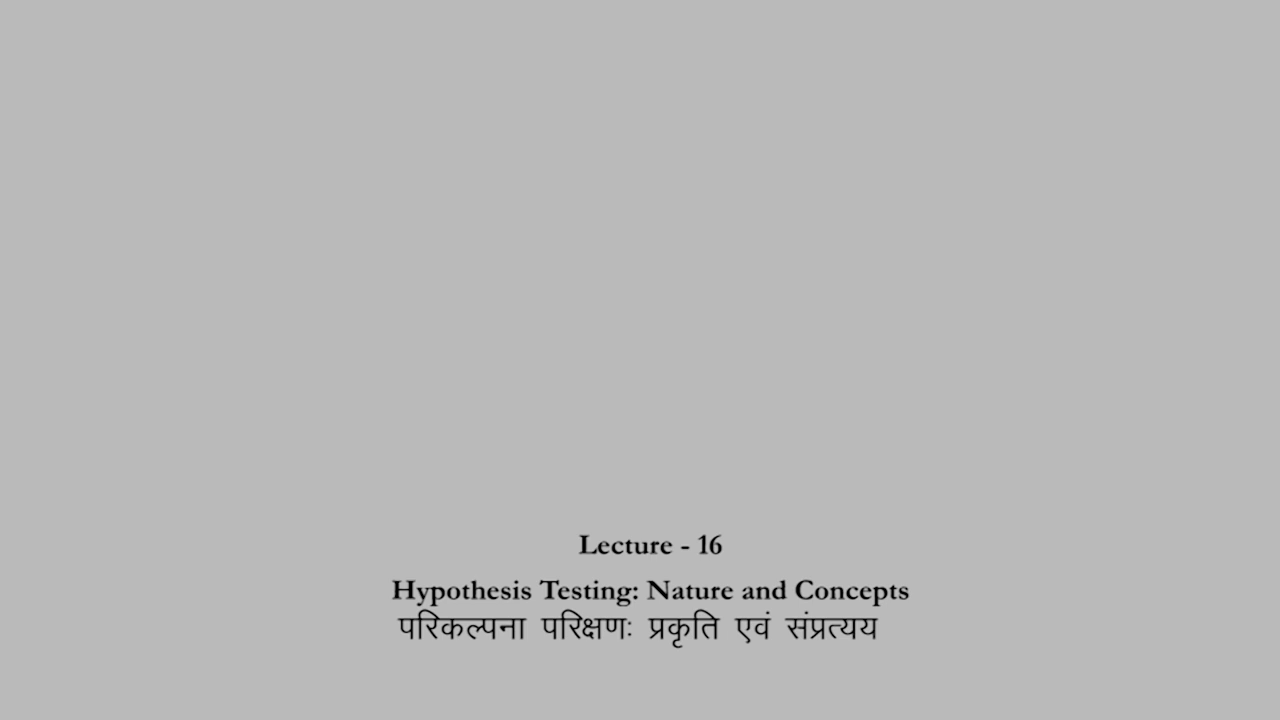 Lecture - 16
Hypothesis Testing: Nature and Concepts
परिकल्पना परिक्षणः प्रकृति एवं संप्रत्यय